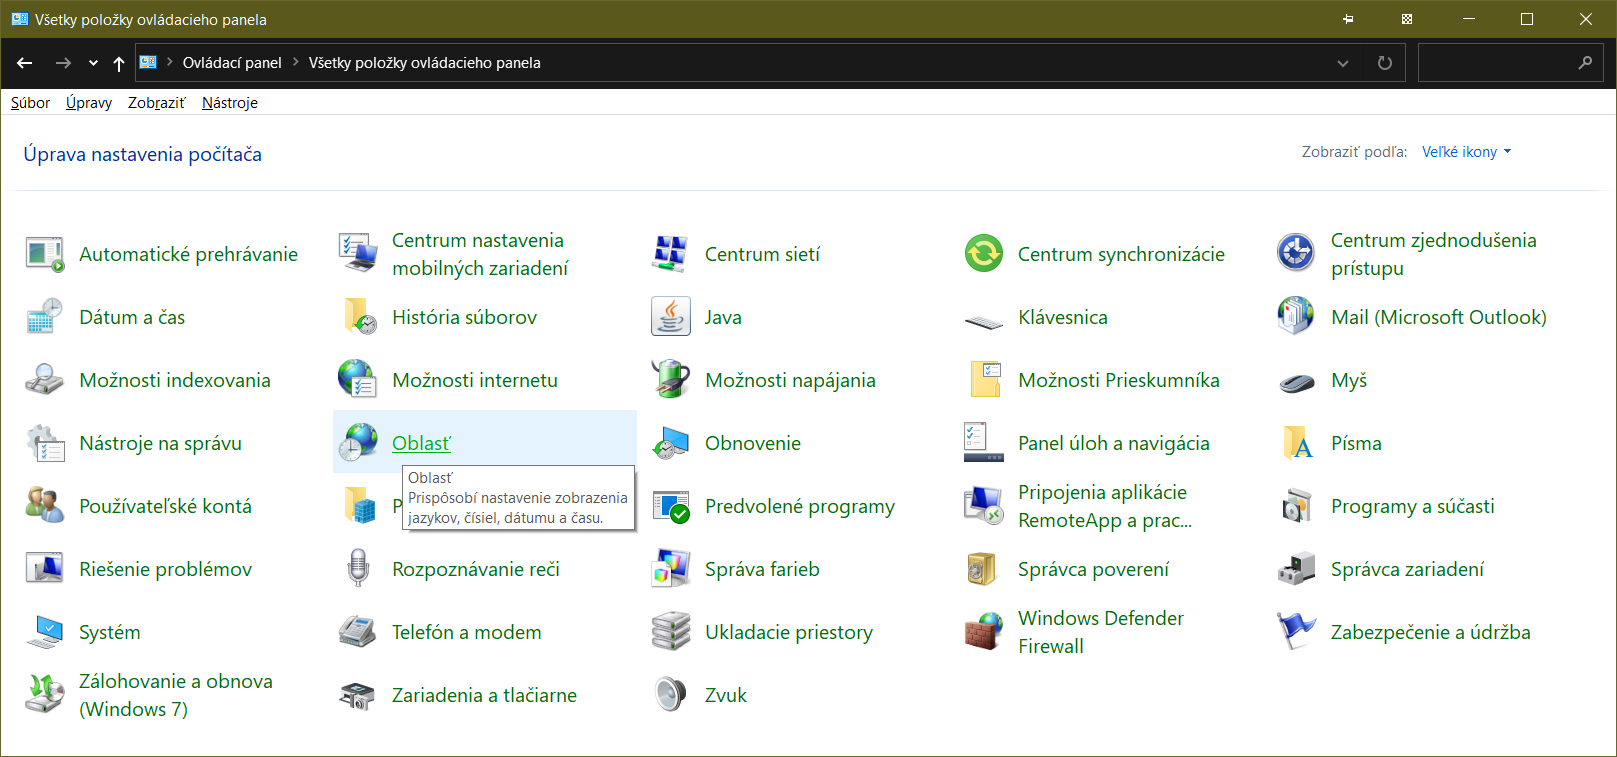 Všetky položky ovládacieho panela
Ovládací panel
Všetky položky ovládacieho panela
Súbor
Úpravy
Zobraziť
Nástroje
Úprava nastavenia počítača
Zobraziť podľa:
Veľké ikony
Automatické prehrávanie
Centrum nastavenia
mobilných zariadení
Centrum sietí
Centrum synchronizácie
Centrum zjednodušenia
prístupu
Dátum a čas
História súborov
Java
Klávesnica
Mail (Microsoft Outlook)
Možnosti indexovania
Možnosti internetu
Možnosti napájania
Možnosti Prieskumníka
Myš
Nástroje na správu
Oblasť
Obnovenie
Panel úloh a navigácia
Písma
Oblasť
Prispôsobí nastavenie zobrazenia
jazykov, čísiel, dátumu a času.
Používateľské kontá
Predvolené programy
Pripojenia aplikácie
RemoteApp a prac...
Programy a súčasti
Riešenie problémov
Rozpoznávanie reči
Správa farieb
Správca poverení
Správca zariadení
Systém
Telefón a modem
Ukladacie priestory
Windows Defender
Firewall
Zabezpečenie a údržba
Zálohovanie a obnova
(Windows 7)
Zariadenia a tlačiarne
Zvuk